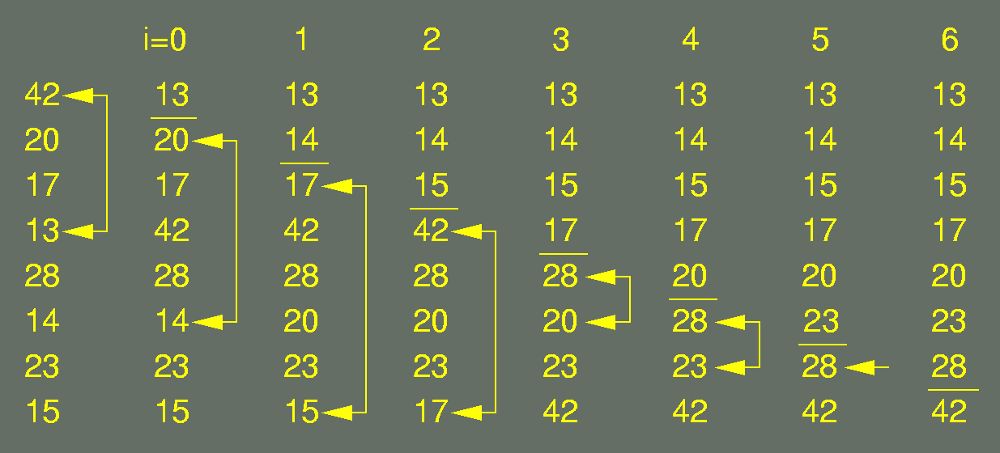 i=0 1 2 3 4 5 6
42 13 13 13 13 13 13 13
20 20 14 14 14 14 14 14
17 17 17 15 15 15 15 15
13 42 42 42 17 17 17 17
28 28 28 28 28 20 20 20
14 14 20 20 20 28 23 23
23 23 23 23 23 23 28 28
15 15 15 17 42 42 42 42